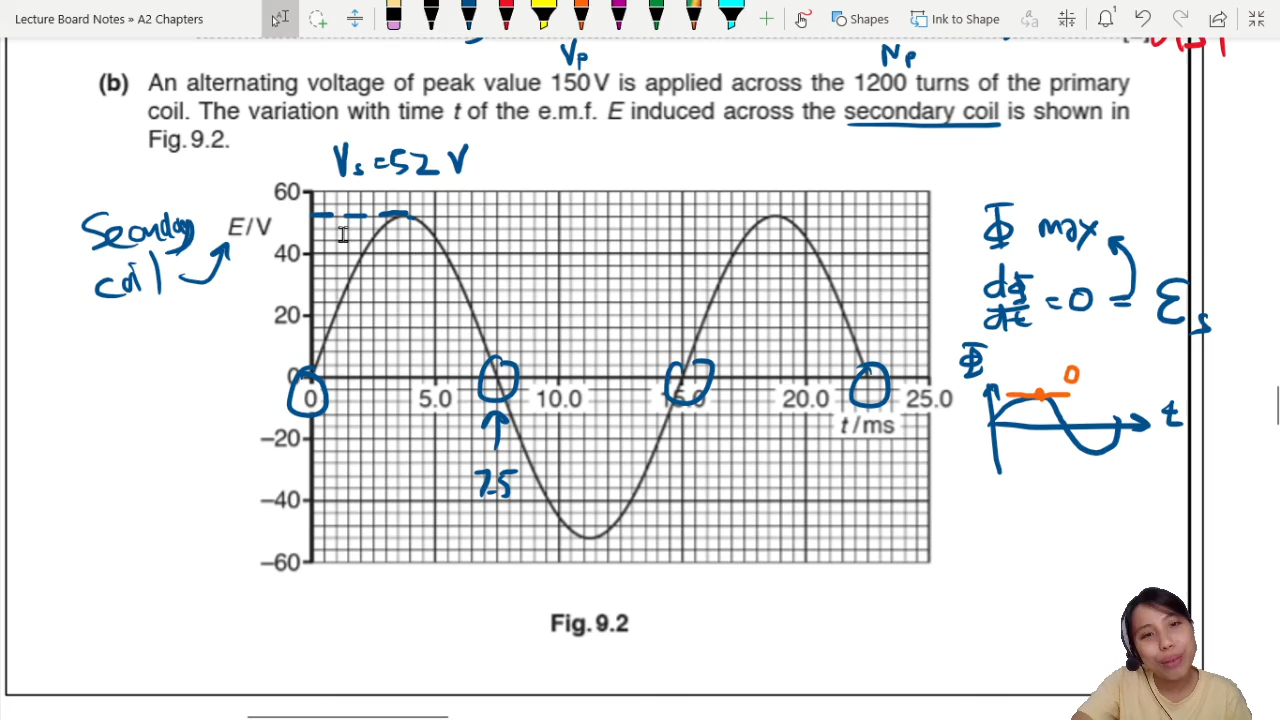 Lecture Board Notes » A2 Chapters
Shapes
Ink to Shape
Vp
Np
(b) An alternating voltage of peak value 150 V is applied across the 1200 turns of the primary
coil. The variation with time t of the e.m.f. E induced across the secondary coil is shown in
Fig. 9.2.
Vs = 52 V
Secondary
coil
E/V
60
40
20
0
–20
–40
–60
0
5.0
10.0
15.0
20.0
25.0
t/ms
7.5
Φ max
dΦ/dt = 0 = Ɛs
Φ
0
t
Fig. 9.2